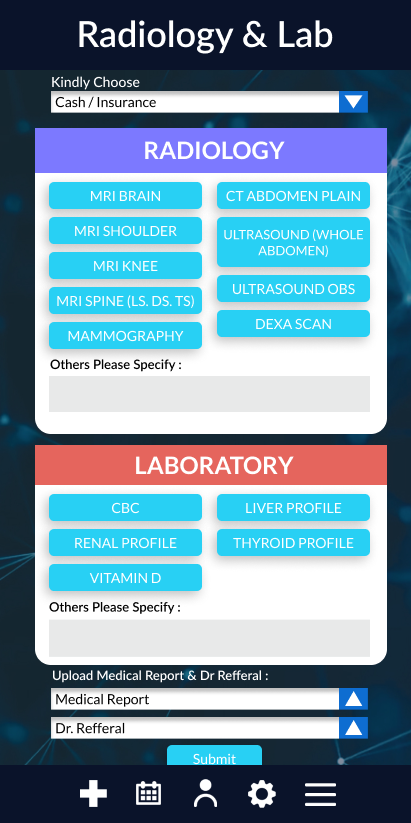 Radiology & Lab
Kindly Choose
Cash / Insurance
RADIOLOGY
MRI BRAIN
MRI SHOULDER
MRI KNEE
MRI SPINE (LS. DS. TS)
MAMMOGRAPHY
CT ABDOMEN PLAIN
ULTRASOUND (WHOLE
ABDOMEN)
ULTRASOUND OBS
DEXA SCAN
Others Please Specify :
LABORATORY
CBC
RENAL PROFILE
VITAMIN D
LIVER PROFILE
THYROID PROFILE
Others Please Specify :
Upload Medical Report & Dr Refferal :
Medical Report
Dr. Refferal
Submit